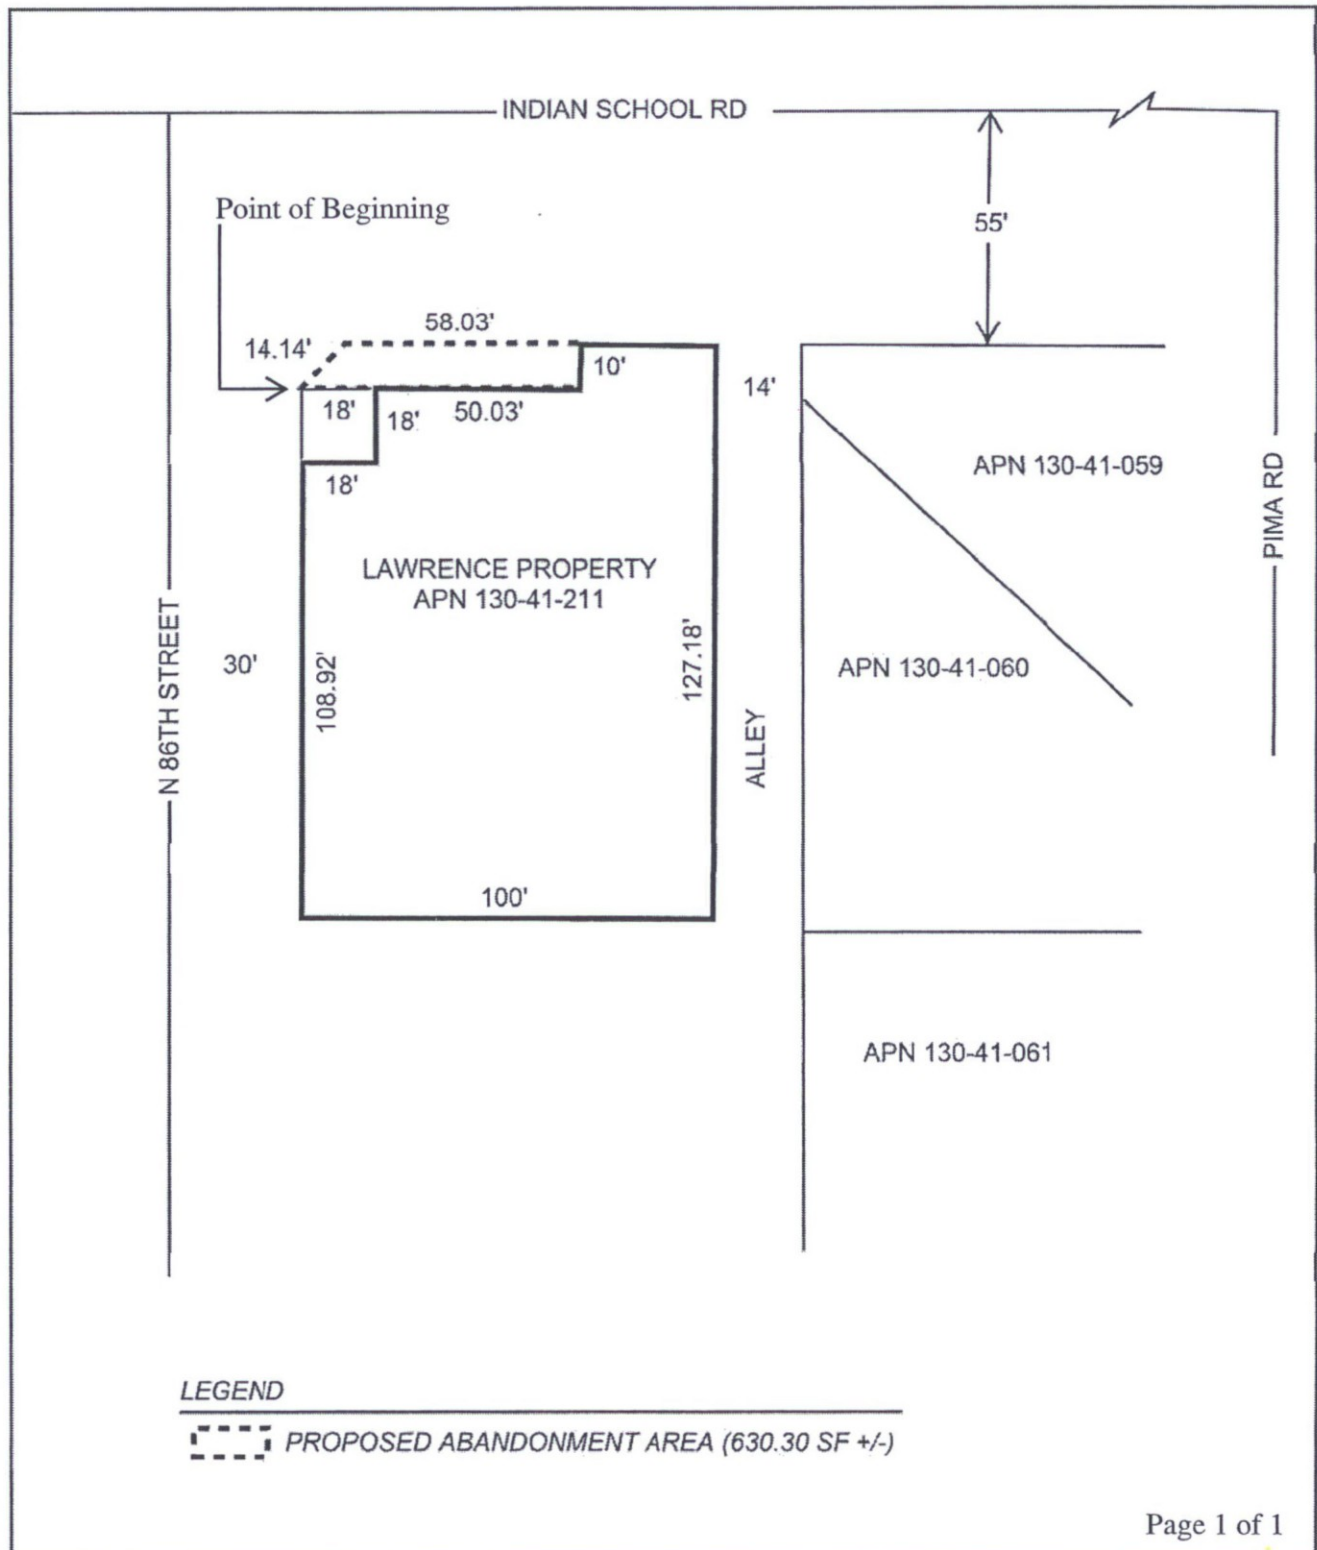 INDIAN SCHOOL RD
Point of Beginning
55'
58.03'
14.14'
10'
14'
18'
18'
50.03'
18'
APN 130-41-059
PIMA RD
LAWRENCE PROPERTY
APN 130-41-211
N 86TH STREET
30'
108.92'
127.18'
APN 130-41-060
ALLEY
100'
APN 130-41-061
LEGEND
PROPOSED ABANDONMENT AREA (630.30 SF +/-)
Page 1 of 1